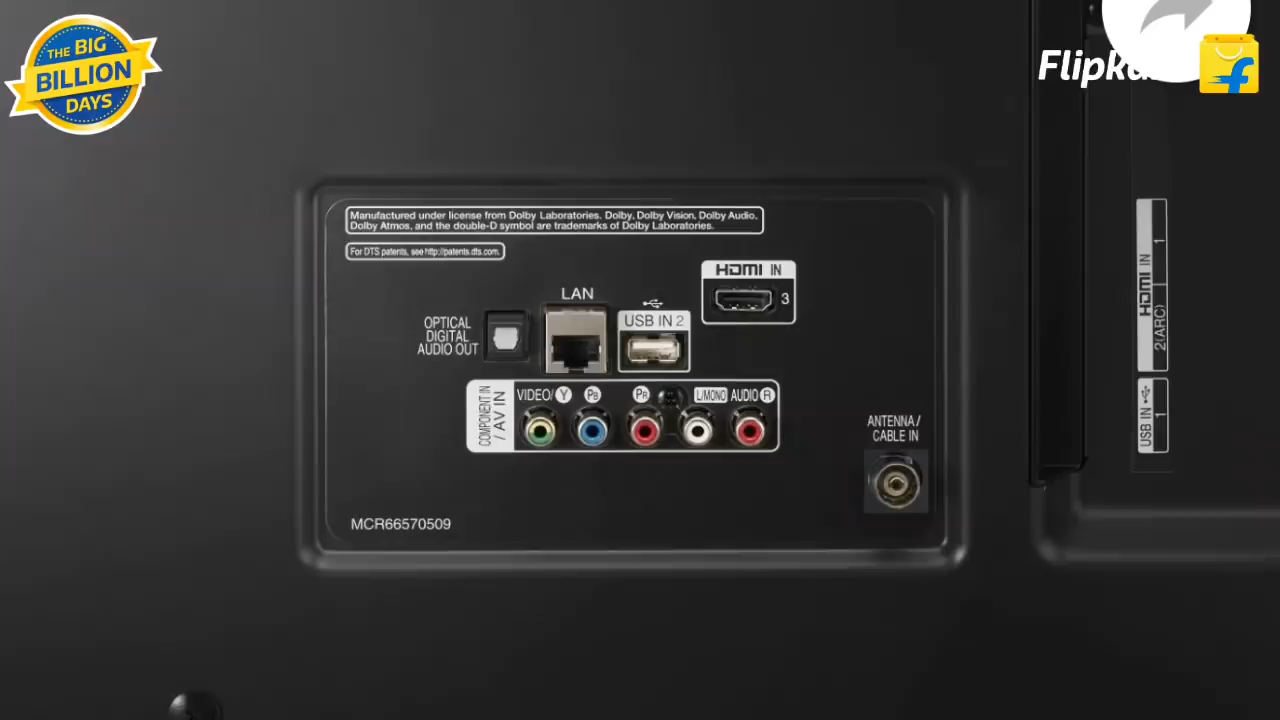 THE BIG
BILLION
DAYS
Manufactured under license from Dolby Laboratories. Dolby, Dolby Vision, Dolby Audio,
Dolby Atmos, and the double-D symbol are trademarks of Dolby Laboratories.
For DTS patents, see http://patents.dts.com.
HDMI IN
3
LAN
USB IN 2
OPTICAL
DIGITAL
AUDIO OUT
COMPONENT IN
/ AV IN
VIDEO/ Y PB PR L/MONO AUDIO R
ANTENNA /
CABLE IN
MCR66570509
HDMI IN
1
2(ARC)
USB IN
1